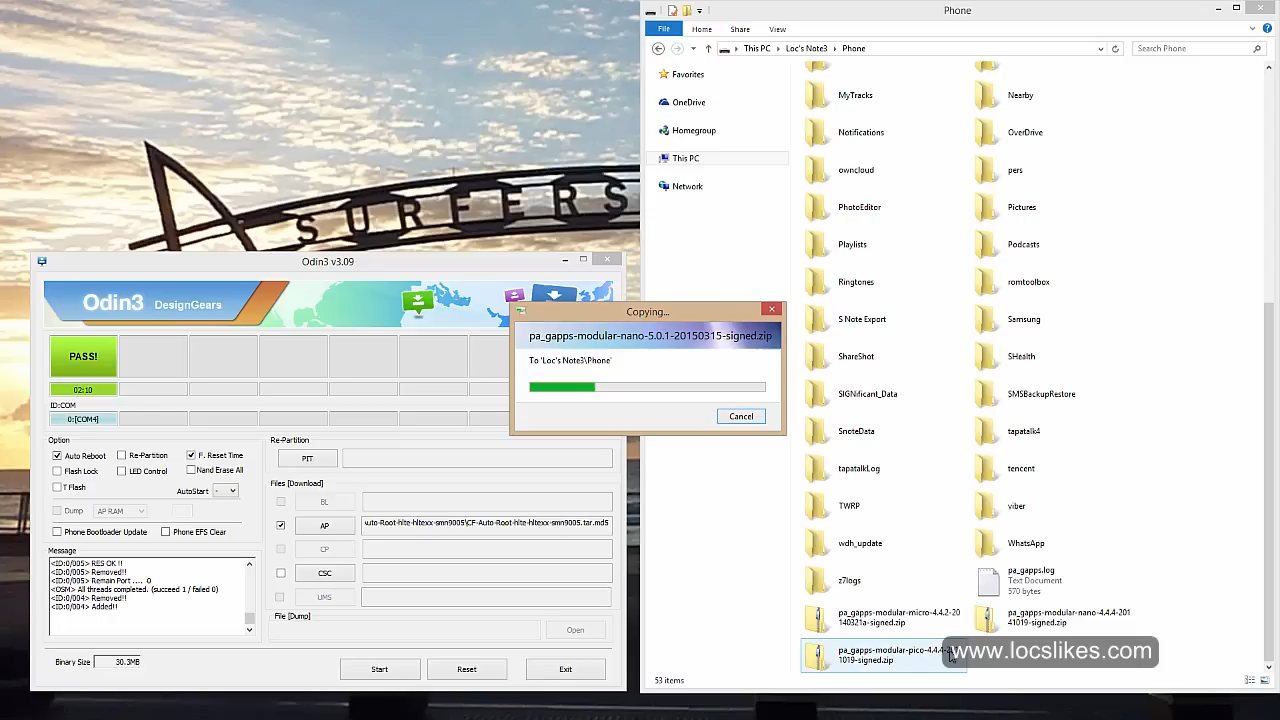 SURFERS
Phone
File
Home
Share
View
This PC
Loc's Note3
Phone
Search Phone
Favorites
OneDrive
Homegroup
This PC
Network
MyTracks
Nearby
Notifications
OverDrive
owncloud
pers
PhotoEditor
Pictures
Playlists
Podcasts
Ringtones
romtoolbox
S Note Export
Samsung
ShareShot
SHealth
SIGNificant_Data
SMSBackupRestore
SnoteData
tapatalk4
tapatalkLog
tencent
TWRP
viber
wdh_update
WhatsApp
z7logs
pa_gapps.log
Text Document
570 bytes
pa_gapps-modular-micro-4.4.2-20
140321a-signed.zip
pa_gapps-modular-nano-4.4.4-201
41019-signed.zip
pa_gapps-modular-pico-4.4.4-2
1019-signed.zip
www.locslikes.com
53 items
Odin3 v3.09
Odin3 DesignGears
PASS!
02:10
ID:COM
0:[COM4]
Option
Auto Reboot
Re-Partition
F. Reset Time
Flash Lock
LED Control
Nand Erase All
T Flash
AutoStart
-
Dump
AP RAM
Phone Bootloader Update
Phone EFS Clear
Message
<ID:0/005> RES OK !!
<ID:0/005> Removed!!
<ID:0/005> Remain Port .... 0
<OSM> All threads completed. (succeed 1 / failed 0)
<ID:0/004> Removed!!
<ID:0/004> Added!!
Binary Size
30.3MB
Re-Partition
PIT
Files [Download]
BL
AP
uto-Root-hlte-hltexx-smn9005\CF-Auto-Root-hlte-hltexx-smn9005.tar.md5
CP
CSC
UMS
File [Dump]
Open
Start
Reset
Exit
Copying...
pa_gapps-modular-nano-5.0.1-20150315-signed.zip
To 'Loc's Note3\Phone'
Cancel